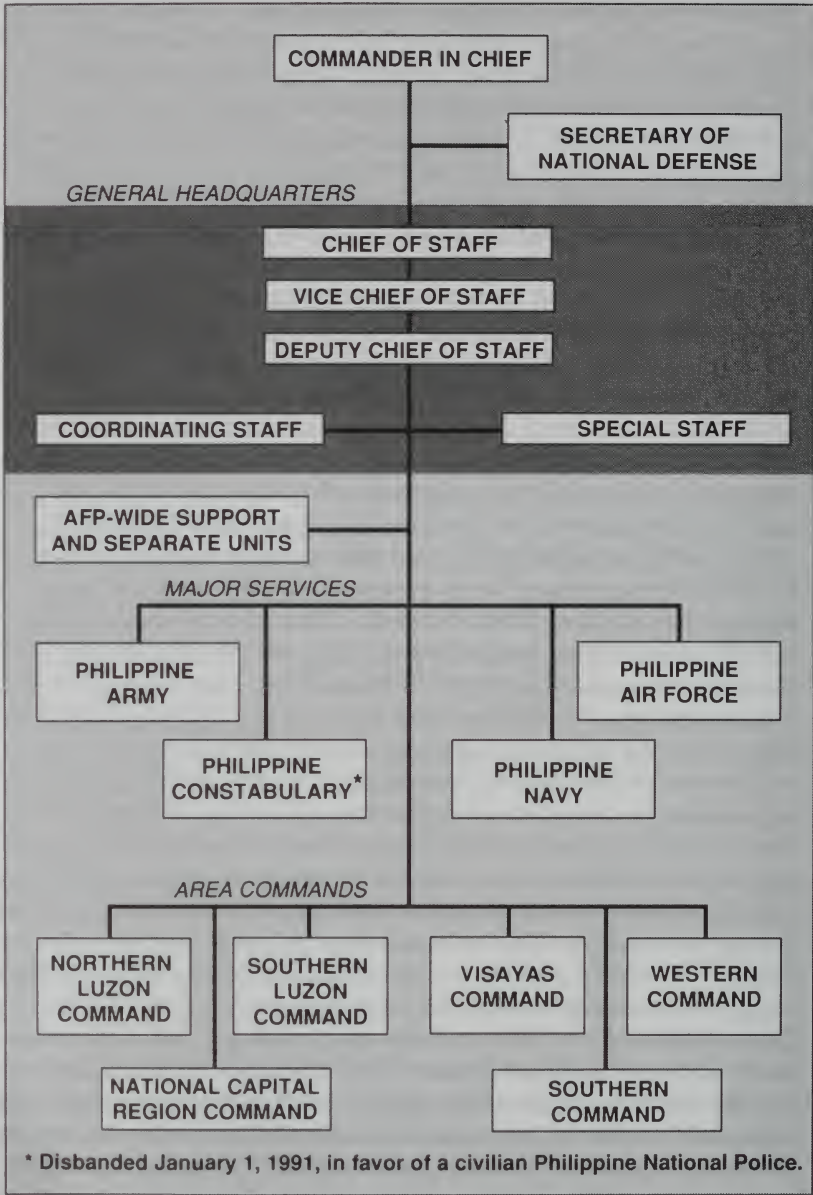 COMMANDER IN CHIEF
SECRETARY OF
NATIONAL DEFENSE
GENERAL HEADQUARTERS
CHIEF OF STAFF
VICE CHIEF OF STAFF
DEPUTY CHIEF OF STAFF
COORDINATING STAFF
SPECIAL STAFF
AFP-WIDE SUPPORT
AND SEPARATE UNITS
MAJOR SERVICES
PHILIPPINE
ARMY
PHILIPPINE
CONSTABULARY*
PHILIPPINE
NAVY
PHILIPPINE
AIR FORCE
AREA COMMANDS
NORTHERN
LUZON
COMMAND
NATIONAL CAPITAL
REGION COMMAND
SOUTHERN
LUZON
COMMAND
VISAYAS
COMMAND
SOUTHERN
COMMAND
WESTERN
COMMAND
* Disbanded January 1, 1991, in favor of a civilian Philippine National Police.